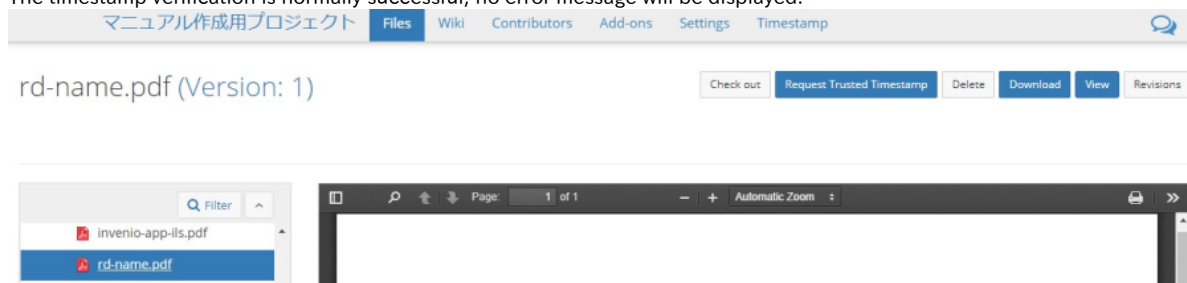 The timestamp verification is normally successful, no error message will be displayed.
マニュアル作成用プロジェクト Files Wiki Contributors Add-ons Settings Timestamp
rd-name.pdf (Version: 1) Check out Request Trusted Timestamp Delete Download View Revisions
Filter Page: 1 of 1 Automatic Zoom
invenio-app-ils.pdf
rd-name.pdf